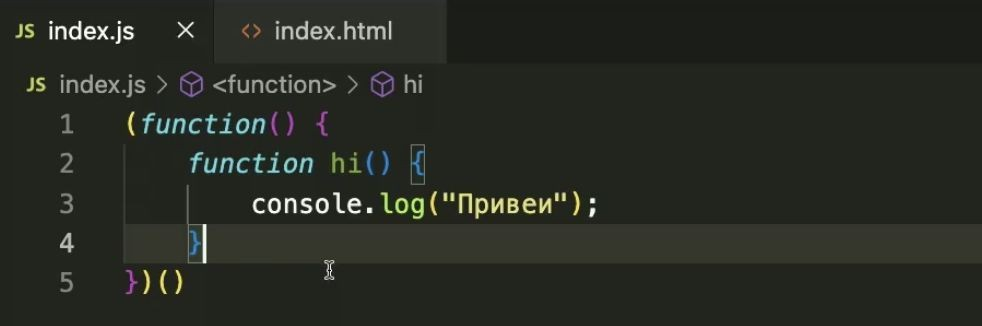 JS index.js × <> index.html
JS index.js > <function> > hi
1 (function() {
2 function hi() {
3 console.log("Привеи");
4 }
5 })()